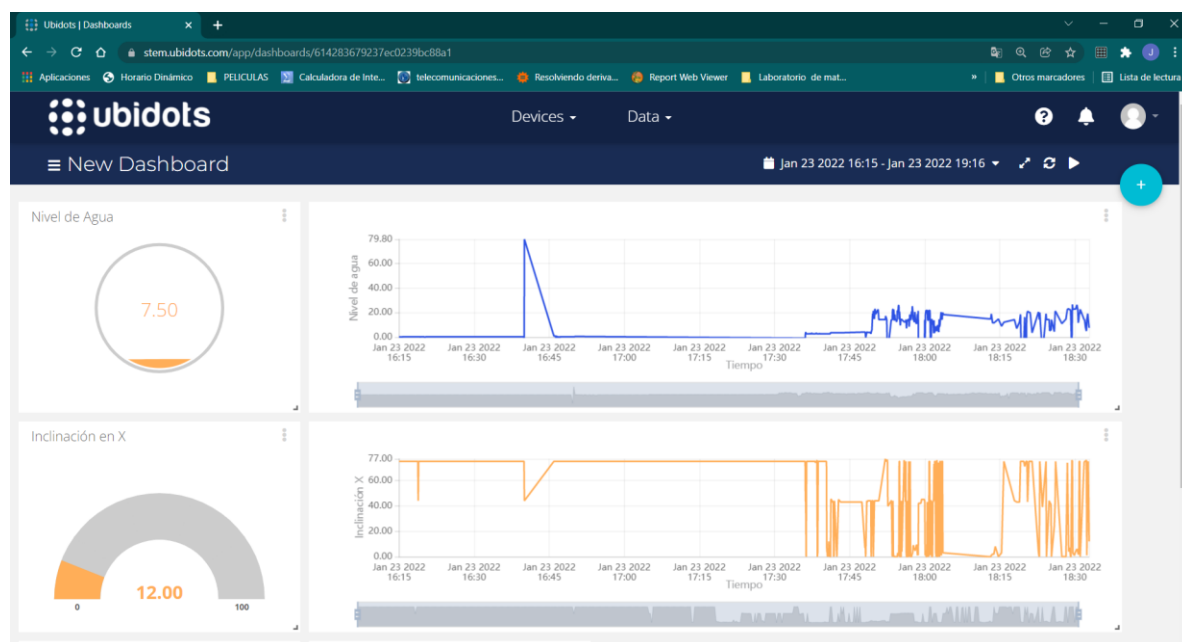 Ubidots | Dashboards
stem.ubidots.com/app/dashboards/614283679237ec0239bc88a1
Aplicaciones Horario Dinámico PELICULAS Calculadora de Inte... telecomunicaciones... Resolviendo deriva... Report Web Viewer Laboratorio de mat... » Otros marcadores Lista de lectura
ubidots Devices Data ? J
New Dashboard Jan 23 2022 16:15 - Jan 23 2022 19:16
Nivel de Agua
7.50
79.80
60.00
40.00
20.00
0.00
Nivel de agua
Jan 23 2022 Jan 23 2022 Jan 23 2022 Jan 23 2022 Jan 23 2022 Jan 23 2022 Jan 23 2022 Jan 23 2022 Jan 23 2022 Jan 23 2022
16:15 16:30 16:45 17:00 17:15 17:30 17:45 18:00 18:15 18:30
Tiempo
Inclinación en X
12.00
0 100
77.00
60.00
40.00
20.00
0.00
Inclinación X
Jan 23 2022 Jan 23 2022 Jan 23 2022 Jan 23 2022 Jan 23 2022 Jan 23 2022 Jan 23 2022 Jan 23 2022 Jan 23 2022 Jan 23 2022
16:15 16:30 16:45 17:00 17:15 17:30 17:45 18:00 18:15 18:30
Tiempo